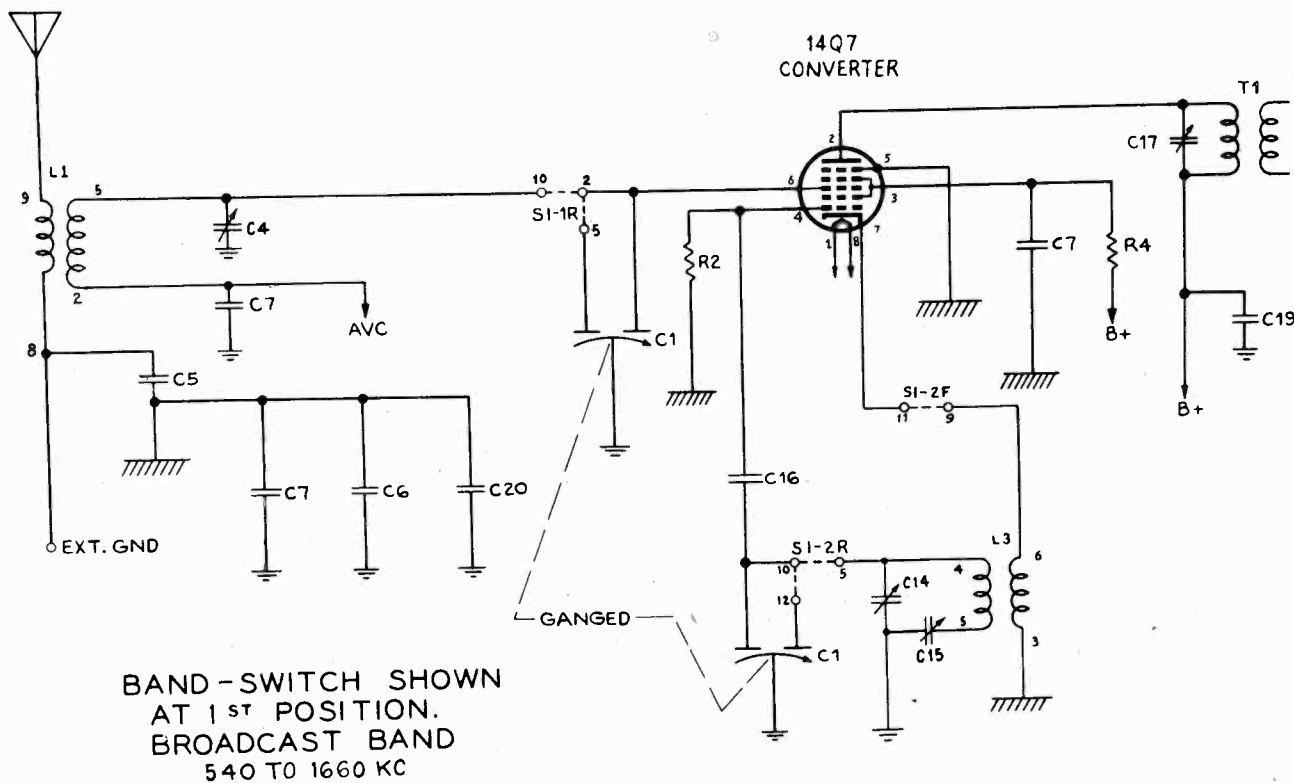 14Q7
CONVERTER
T1
L1
9
5
2
8
C4
C7
AVC
C5
EXT. GND
C7
C6
C20
10
2
S1-1R
5
C1
R2
2
5
6
4
3
1
8
7
C7
R4
B+
C17
C19
B+
S1-2F
11
9
C16
S1-2R
10
5
12
C14
C15
L3
4
5
6
3
C1
GANGED
BAND-SWITCH SHOWN
AT 1ST POSITION.
BROADCAST BAND
540 TO 1660 KC